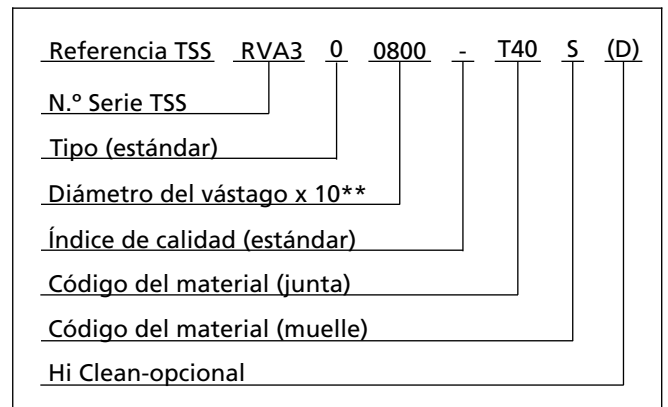 Referencia TSS RVA3 0 0800 - T40 S (D)
N.º Serie TSS
Tipo (estándar)
Diámetro del vástago x 10**
Índice de calidad (estándar)
Código del material (junta)
Código del material (muelle)
Hi Clean-opcional